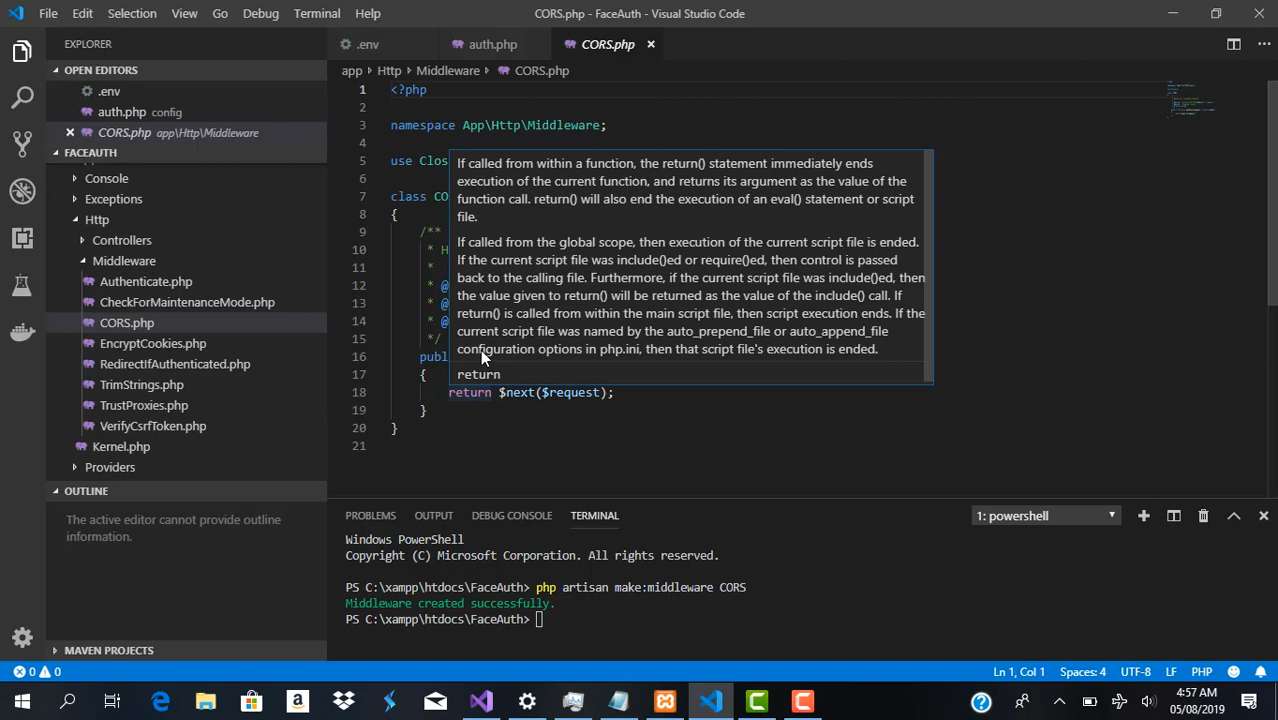 File Edit Selection View Go Debug Terminal Help
CORS.php - FaceAuth - Visual Studio Code
EXPLORER
OPEN EDITORS
.env
auth.php config
CORS.php app\Http\Middleware
FACEAUTH
Console
Exceptions
Http
Controllers
Middleware
Authenticate.php
CheckForMaintenanceMode.php
CORS.php
EncryptCookies.php
RedirectIfAuthenticated.php
TrimStrings.php
TrustProxies.php
VerifyCsrfToken.php
Kernel.php
Providers
OUTLINE
The active editor cannot provide outline
information.
MAVEN PROJECTS
.env auth.php CORS.php
app Http Middleware CORS.php
1 <?php
2
3 namespace App\Http\Middleware;
4
5 use Clos
6
7 class CO
8 {
9 /**
10 * H
11 *
12 * @
13 * @
14 * @
15 */
16 publ
17 {
18 return $next($request);
19 }
20 }
21
If called from within a function, the return() statement immediately ends
execution of the current function, and returns its argument as the value of the
function call. return() will also end the execution of an eval() statement or script
file.
If called from the global scope, then execution of the current script file is ended.
If the current script file was include()ed or require()ed, then control is passed
back to the calling file. Furthermore, if the current script file was include()ed, then
the value given to return() will be returned as the value of the include() call. If
return() is called from within the main script file, then script execution ends. If the
current script file was named by the auto_prepend_file or auto_append_file
configuration options in php.ini, then that script file's execution is ended.
return
PROBLEMS OUTPUT DEBUG CONSOLE TERMINAL
1: powershell
Windows PowerShell
Copyright (C) Microsoft Corporation. All rights reserved.
PS C:\xampp\htdocs\FaceAuth> php artisan make:middleware CORS
Middleware created successfully.
PS C:\xampp\htdocs\FaceAuth>
0 0
Ln 1, Col 1 Spaces: 4 UTF-8 LF PHP
4:57 AM
05/08/2019